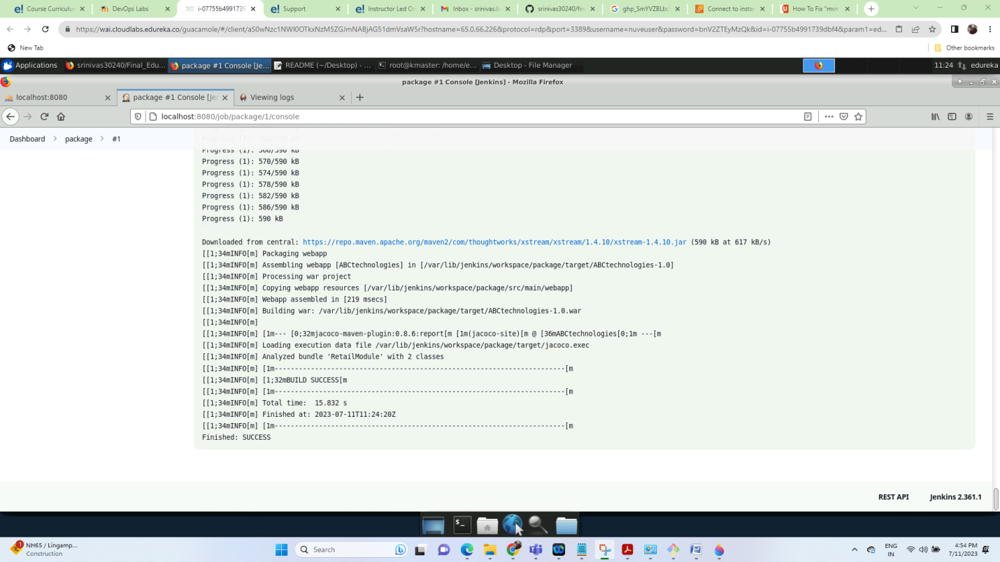 Course Curriculun
DevOps Labs
i-07755b4991739
Support
Instructor Led On
Inbox - srinivas.b
srinivas30240/fin
ghp_SmYVZBLbc
Connect to instar
How To Fix "mvn
https://wai.cloudlabs.edureka.co/guacamole/#/client/aS0wNzc1NWI0OTkxNzM5ZGJmNABjAG51dmVsaW5r?hostname=65.0.66.226&protocol=rdp&port=3389&username=nuveuser&password=bnV2ZTEyMzQk&id=i-07755b4991739dbf4&param1=ed...
New Tab
Other bookmarks
Applications
srinivas30240/Final_Edu...
package #1 Console [Je...
README (~/Desktop) - ...
root@kmaster: /home/e...
Desktop - File Manager
11:24
edureka
package #1 Console [Jenkins] - Mozilla Firefox
localhost:8080
package #1 Console [Jen
Viewing logs
localhost:8080/job/package/1/console
Dashboard > package > #1
Progress (1): 566/590 kB
Progress (1): 570/590 kB
Progress (1): 574/590 kB
Progress (1): 578/590 kB
Progress (1): 582/590 kB
Progress (1): 586/590 kB
Progress (1): 590 kB
Downloaded from central: https://repo.maven.apache.org/maven2/com/thoughtworks/xstream/xstream/1.4.10/xstream-1.4.10.jar (590 kB at 617 kB/s)
[[1;34mINFO[m] Packaging webapp
[[1;34mINFO[m] Assembling webapp [ABCtechnologies] in [/var/lib/jenkins/workspace/package/target/ABCtechnologies-1.0]
[[1;34mINFO[m] Processing war project
[[1;34mINFO[m] Copying webapp resources [/var/lib/jenkins/workspace/package/src/main/webapp]
[[1;34mINFO[m] Webapp assembled in [219 msecs]
[[1;34mINFO[m] Building war: /var/lib/jenkins/workspace/package/target/ABCtechnologies-1.0.war
[[1;34mINFO[m]
[[1;34mINFO[m] [1m--- [0;32mjacoco-maven-plugin:0.8.6:report[m [1m(jacoco-site)[m @ [36mABCtechnologies[0;1m ---[m
[[1;34mINFO[m] Loading execution data file /var/lib/jenkins/workspace/package/target/jacoco.exec
[[1;34mINFO[m] Analyzed bundle 'RetailModule' with 2 classes
[[1;34mINFO[m] [1m------------------------------------------------------------------------[m
[[1;34mINFO[m] [1;32mBUILD SUCCESS[m
[[1;34mINFO[m] [1m------------------------------------------------------------------------[m
[[1;34mINFO[m] Total time:  15.832 s
[[1;34mINFO[m] Finished at: 2023-07-11T11:24:20Z
[[1;34mINFO[m] [1m------------------------------------------------------------------------[m
Finished: SUCCESS
REST API
Jenkins 2.361.1
NH65 / Lingamp...
Construction
Search
ENG
IN
4:54 PM
7/11/2023